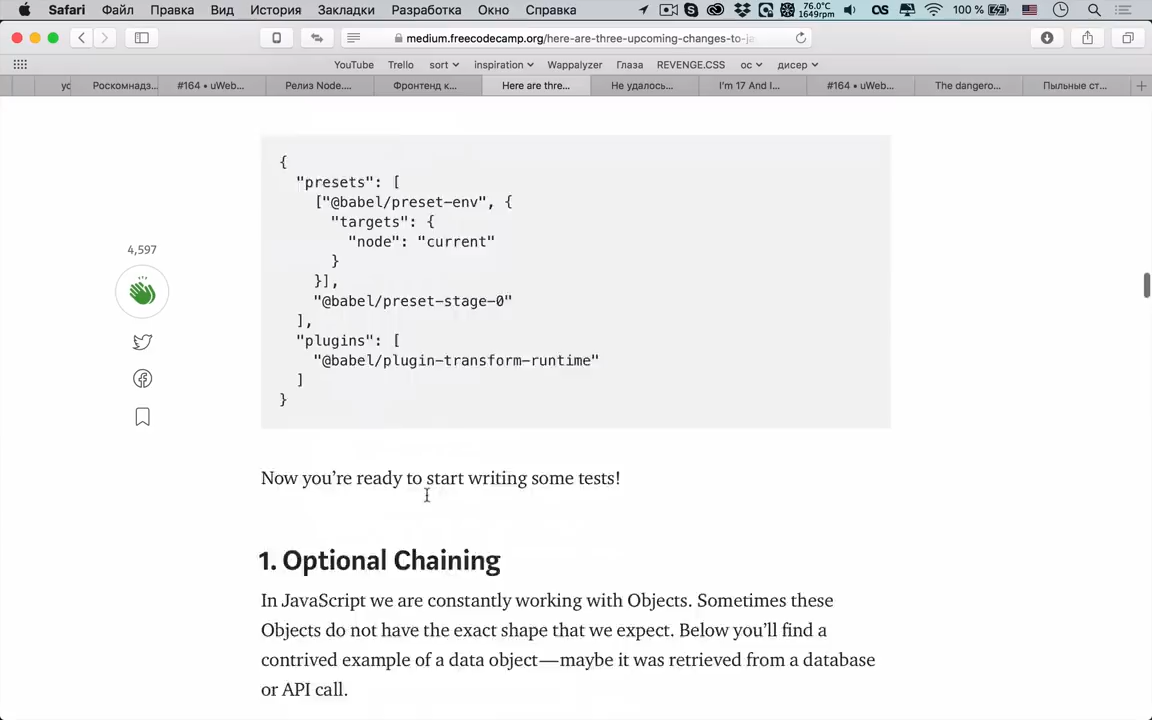 Safari Файл Правка Вид История Закладки Разработка Окно Справка 76.0°C 1649rpm 100 %
medium.freecodecamp.org/here-are-three-upcoming-changes-to-ja
YouTube Trello sort inspiration Wappalyzer Глаза REVENGE.CSS ос дисер
ус Роскомнадз... #164 • uWeb... Релиз Node.... Фронтенд к... Here are thre... Не удалось... I'm 17 And I... #164 • uWeb... The dangero... Пыльные ст...
{
"presets": [
["@babel/preset-env", {
"targets": {
"node": "current"
}
}],
"@babel/preset-stage-0"
],
"plugins": [
"@babel/plugin-transform-runtime"
]
}
4,597
Now you’re ready to start writing some tests!
1. Optional Chaining
In JavaScript we are constantly working with Objects. Sometimes these
Objects do not have the exact shape that we expect. Below you’ll find a
contrived example of a data object—maybe it was retrieved from a database
or API call.